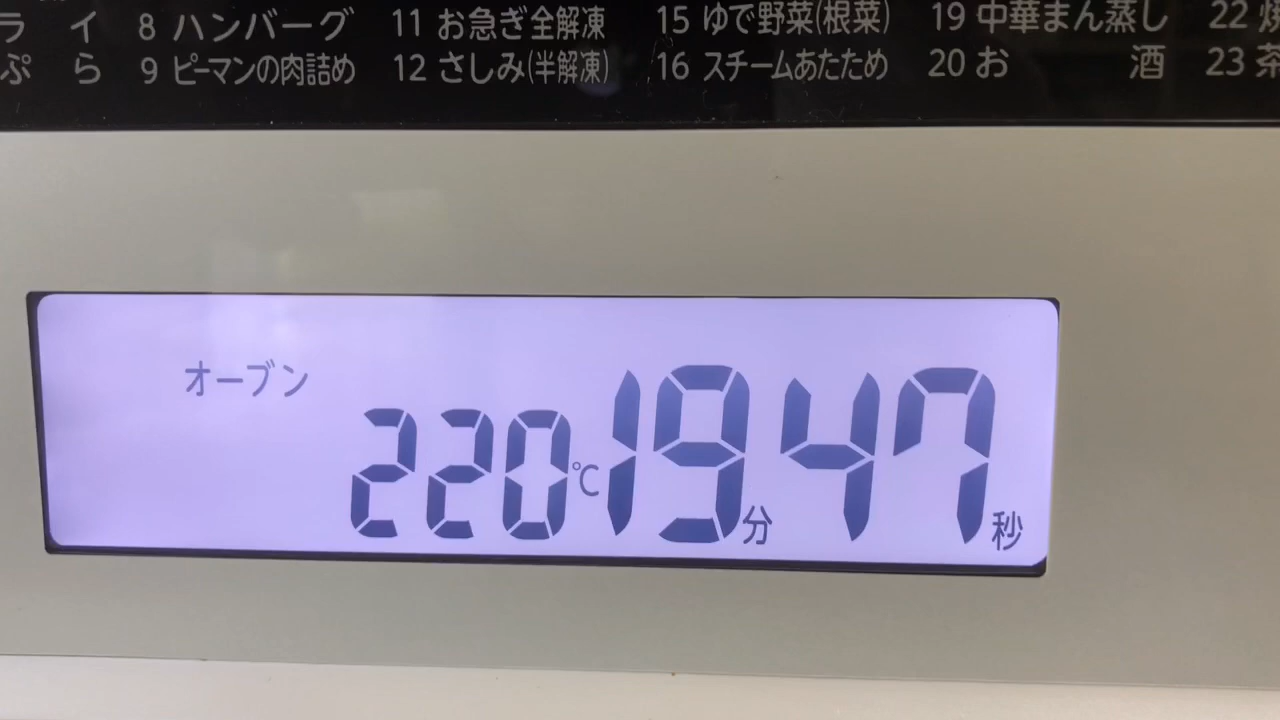 ライ 8 ハンバーグ 11 お急ぎ全解凍 15 ゆで野菜(根菜) 19 中華まん蒸し 22
ぷら 9 ピーマンの肉詰め 12 さしみ(半解凍) 16 スチームあたため 20 お酒 23 茶
オーブン
220℃ 19分47秒